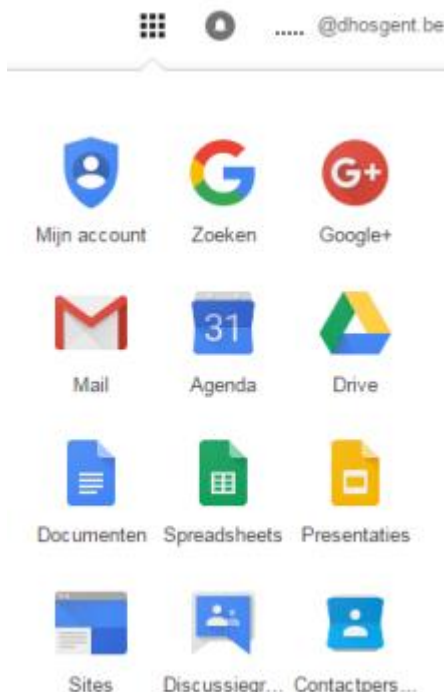 ..... @dhosgent.be
G+
Mijn account Zoeken Google+
31
Mail Agenda Drive
Documenten Spreadsheets Presentaties
Sites Discussiegr... Contactpers...